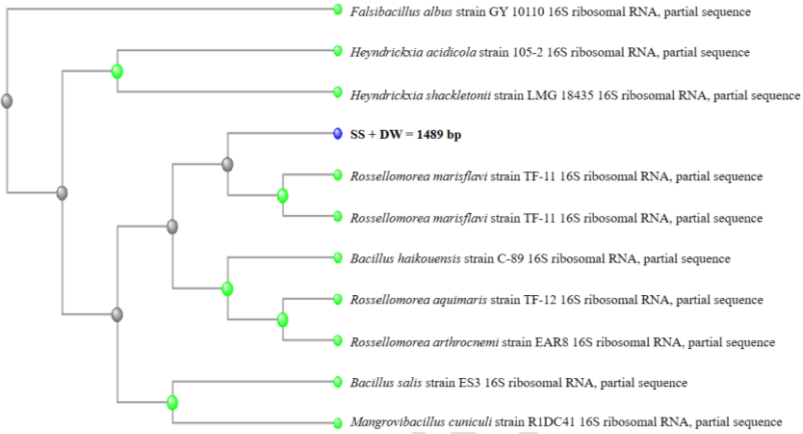 Falsibacillus albus strain GY 10110 16S ribosomal RNA, partial sequence
Heyndrickxia acidicola strain 105-2 16S ribosomal RNA, partial sequence
Heyndrickxia shackletonii strain LMG 18435 16S ribosomal RNA, partial sequence
SS + DW = 1489 bp
Rossellomorea marisflavi strain TF-11 16S ribosomal RNA, partial sequence
Rossellomorea marisflavi strain TF-11 16S ribosomal RNA, partial sequence
Bacillus haikouensis strain C-89 16S ribosomal RNA, partial sequence
Rossellomorea aquimaris strain TF-12 16S ribosomal RNA, partial sequence
Rossellomorea arthrocnemi strain EAR8 16S ribosomal RNA, partial sequence
Bacillus salis strain ES3 16S ribosomal RNA, partial sequence
Mangrovibacillus cuniculi strain R1DC41 16S ribosomal RNA, partial sequence